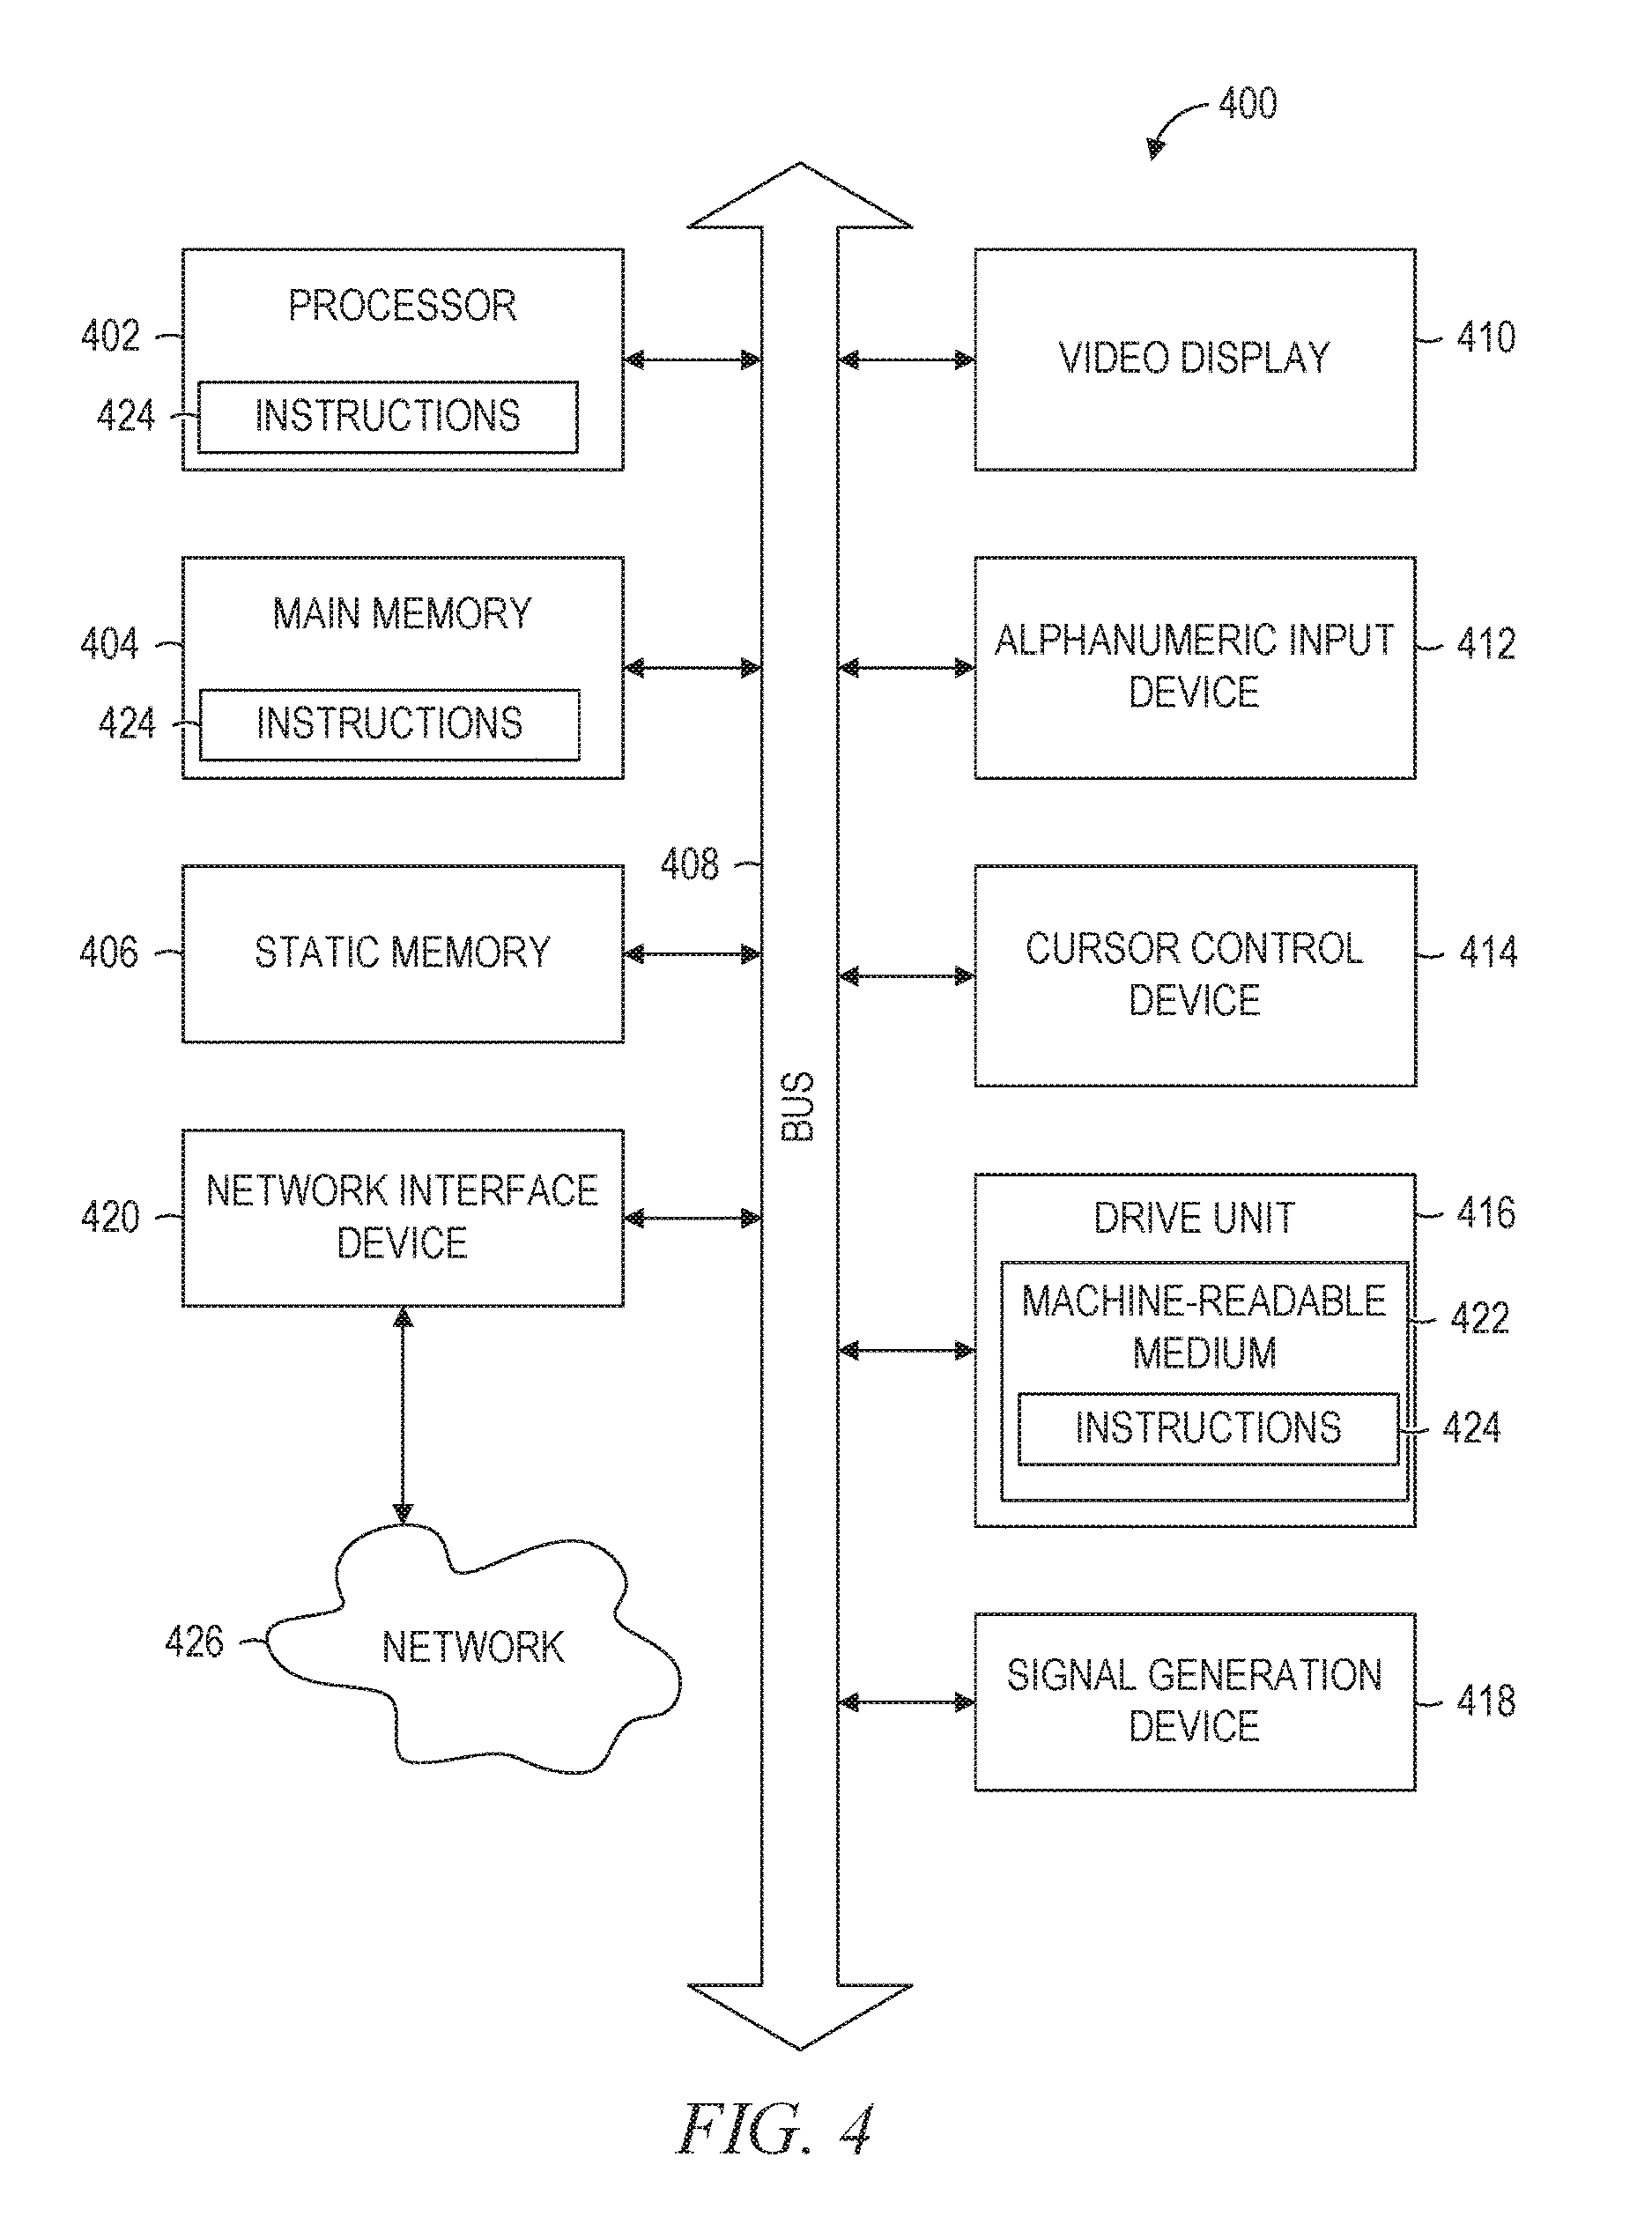 400
PROCESSOR
402
424
INSTRUCTIONS
MAIN MEMORY
404
424
INSTRUCTIONS
408
STATIC MEMORY
406
NETWORK INTERFACE
DEVICE
420
NETWORK
426
BUS
VIDEO DISPLAY
410
ALPHANUMERIC INPUT
DEVICE
412
CURSOR CONTROL
DEVICE
414
DRIVE UNIT
416
MACHINE-READABLE
MEDIUM
422
INSTRUCTIONS
424
SIGNAL GENERATION
DEVICE
418
FIG. 4